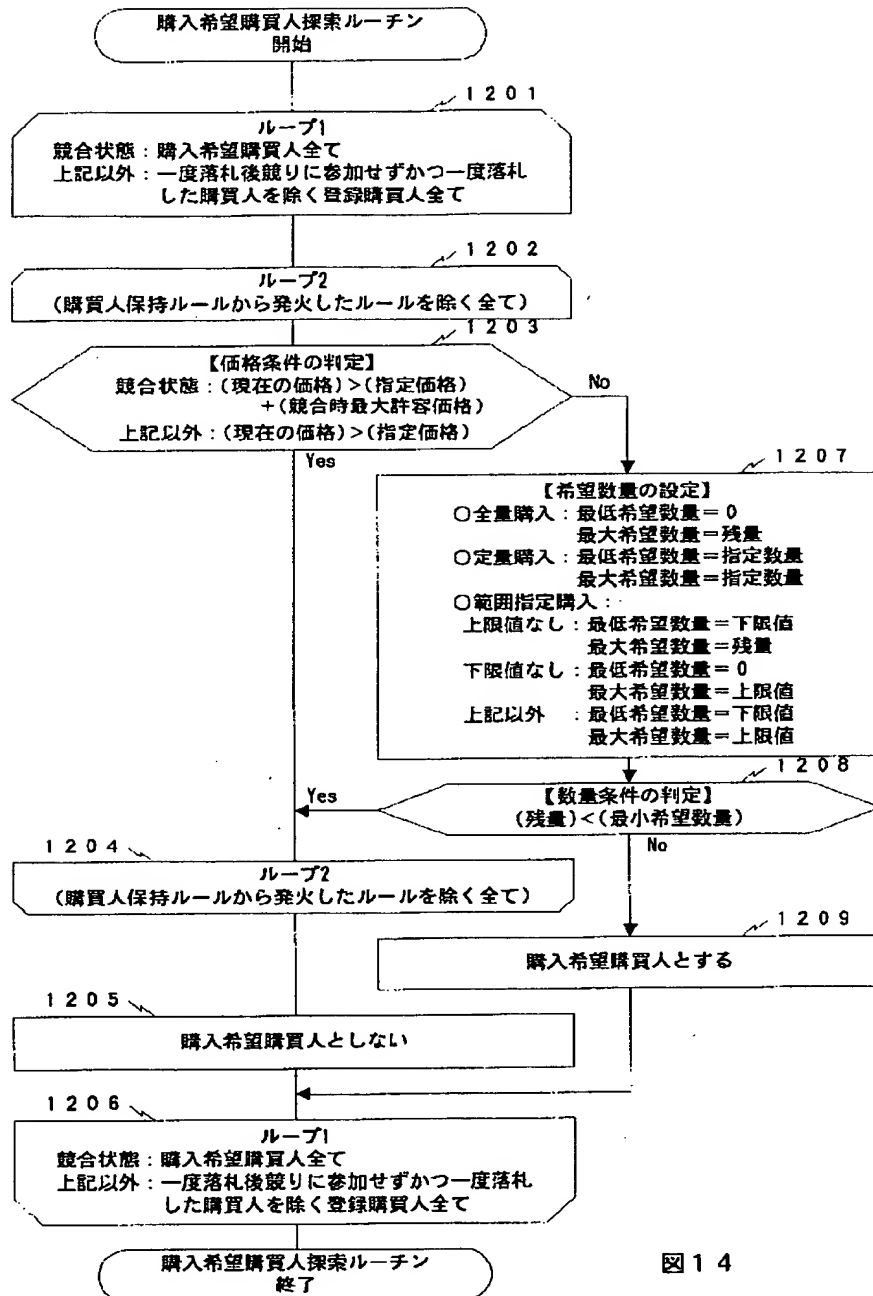 購入希望購買人探索ルーチン
開始
1201
ループ1
競合状態：購入希望購買人全て
上記以外：一度落札後競りに参加せずかつ一度落札
した購買人を除く登録購買人全て
1202
ループ2
（購買人保持ルールから発火したルールを除く全て）
1203
【価格条件の判定】
競合状態：(現在の価格)＞(指定価格)
＋(競合時最大許容価格)
上記以外：(現在の価格)＞(指定価格)
No
Yes
1207
【希望数量の設定】
○全量購入：最低希望数量＝0
最大希望数量＝残量
○定量購入：最低希望数量＝指定数量
最大希望数量＝指定数量
○範囲指定購入：
上限値なし：最低希望数量＝下限値
最大希望数量＝残量
下限値なし：最低希望数量＝0
最大希望数量＝上限値
上記以外　：最低希望数量＝下限値
最大希望数量＝上限値
1208
【数量条件の判定】
(残量)＜(最小希望数量)
Yes
No
1204
ループ2
（購買人保持ルールから発火したルールを除く全て）
1209
購入希望購買人とする
1205
購入希望購買人としない
1206
ループ1
競合状態：購入希望購買人全て
上記以外：一度落札後競りに参加せずかつ一度落札
した購買人を除く登録購買人全て
購入希望購買人探索ルーチン
終了
図14